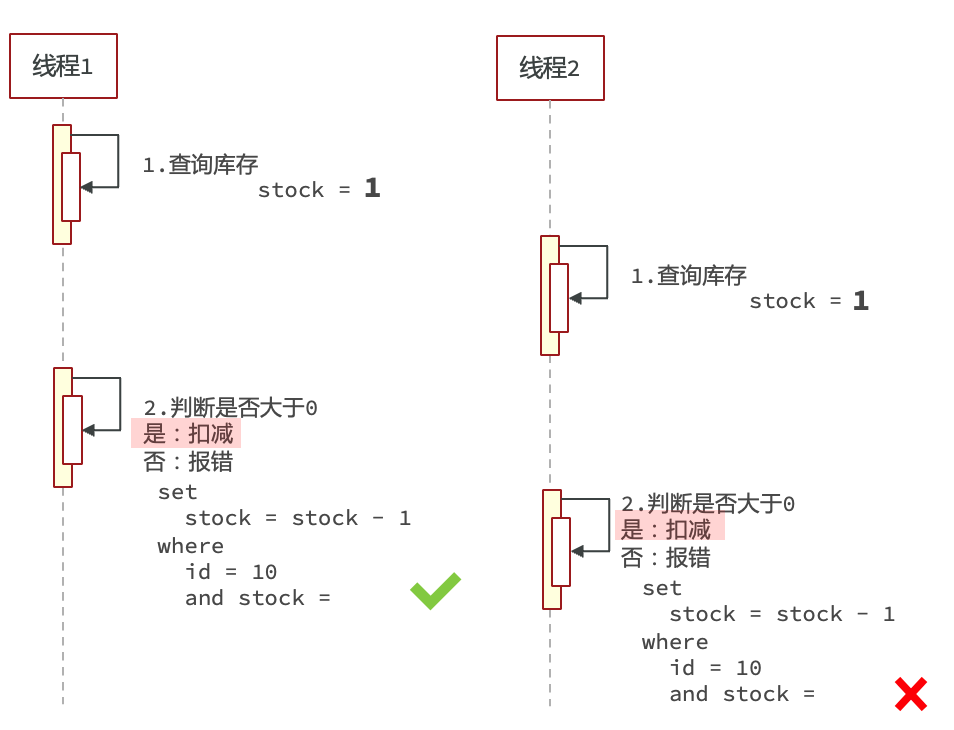 线程1
1.查询库存
stock = 1
2.判断是否大于0
是：扣减
否：报错
set
stock = stock - 1
where
id = 10
and stock =
线程2
1.查询库存
stock = 1
2.判断是否大于0
是：扣减
否：报错
set
stock = stock - 1
where
id = 10
and stock =